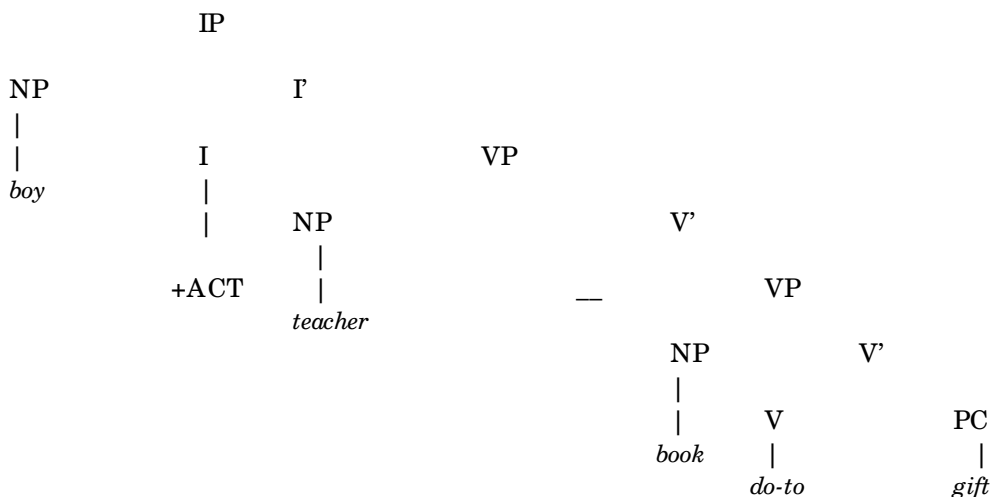 IP
NP I’
|
| I VP
boy |
| NP V’
|
+ACT | __ VP
teacher
NP V’
|
| V PC
book | |
do-to gift